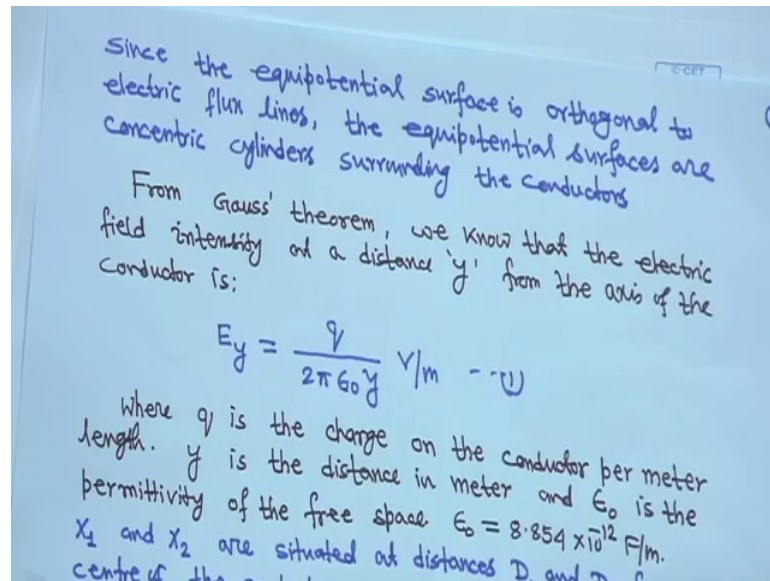 © CET
Since the equipotential surface is orthogonal to
electric flux lines, the equipotential surfaces are
concentric cylinders surrounding the conductors
From Gauss' theorem, we know that the electric
field intensity at a distance 'y' from the axis of the
conductor is;
Ey = q / 2π ϵ0 y V/m - - - (1)
Where q is the charge on the conductor per meter
length. y is the distance in meter and ϵ0 is the
permittivity of the free space ϵ0 = 8.854 x 10^-12 F/m.
X1 and X2 are situated at distances D1 and
centre of the